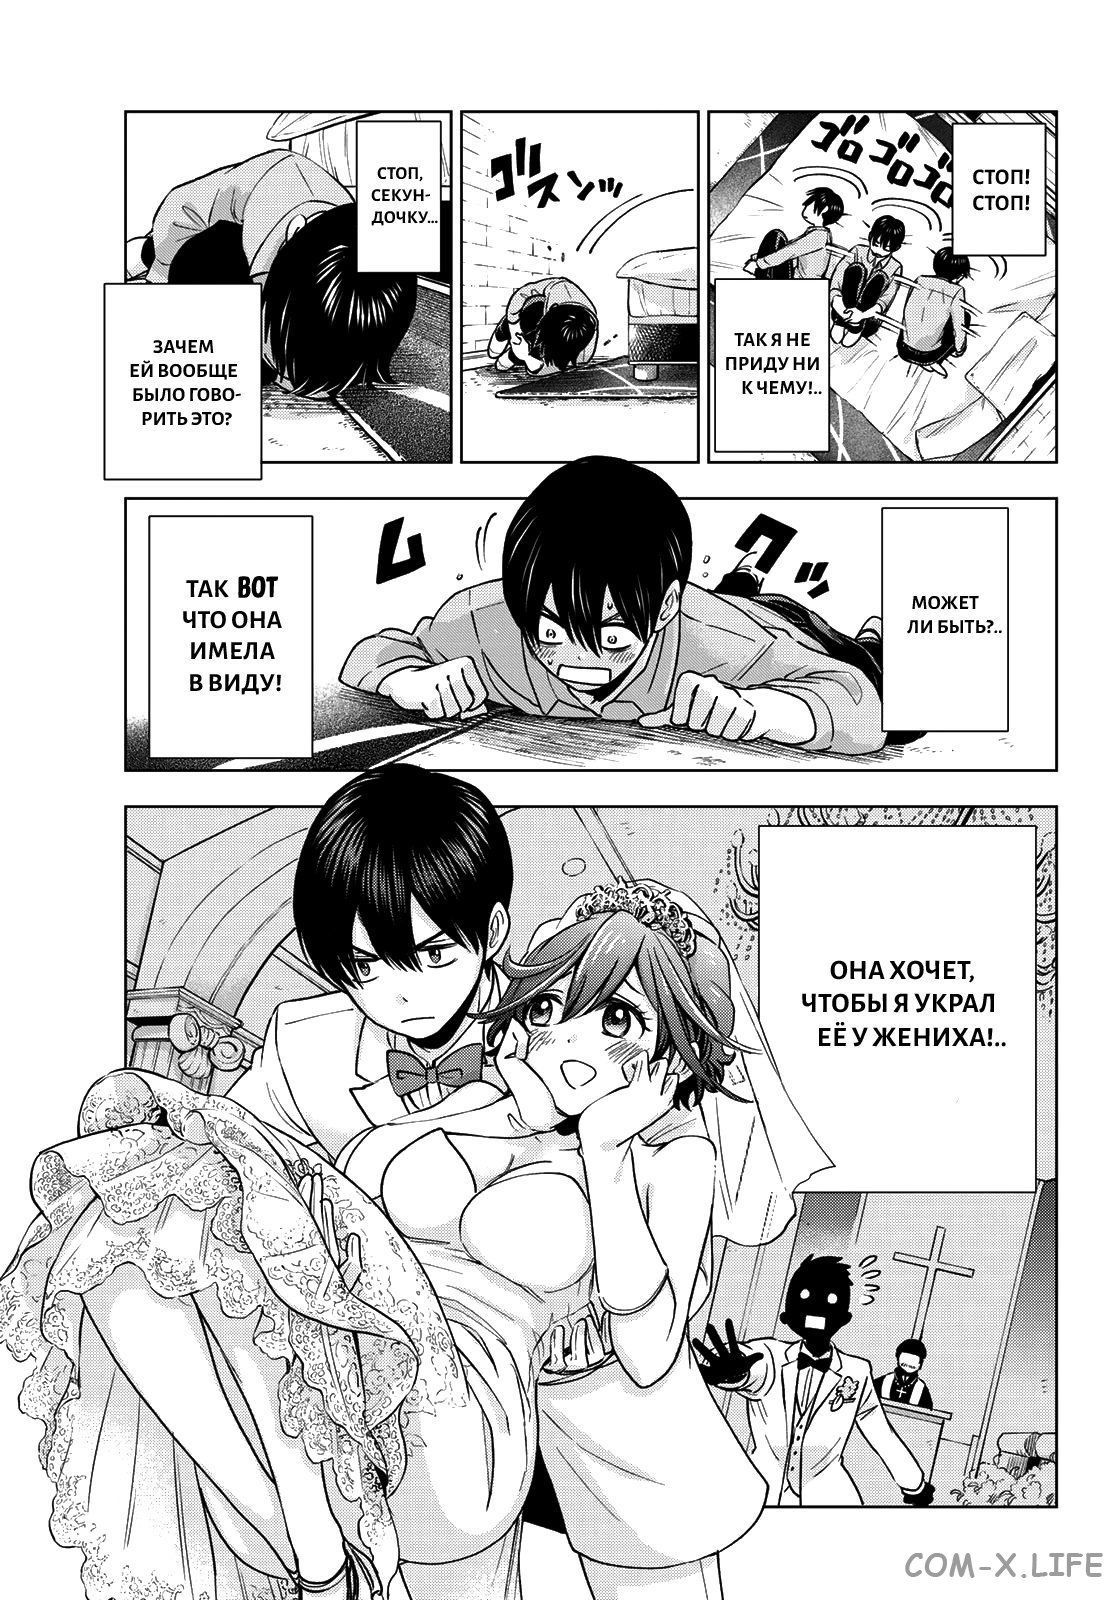 СТОП!
СТОП!
ゴロ ゴロ ゴロ
ТАК Я НЕ
ПРИДУ НИ
К ЧЕМУ!..
ゴスンッ
СТОП,
СЕКУН-
ДОЧКУ...
ЗАЧЕМ
ЕЙ ВООБЩЕ
БЫЛО ГОВО-
РИТЬ ЭТО?
МОЖЕТ
ЛИ БЫТЬ?..
ワム
ТАК ВОТ
ЧТО ОНА
ИМЕЛА
В ВИДУ!
ОНА ХОЧЕТ,
ЧТОБЫ Я УКРАЛ
ЕЁ У ЖЕНИХА!..
COM-X.LIFE